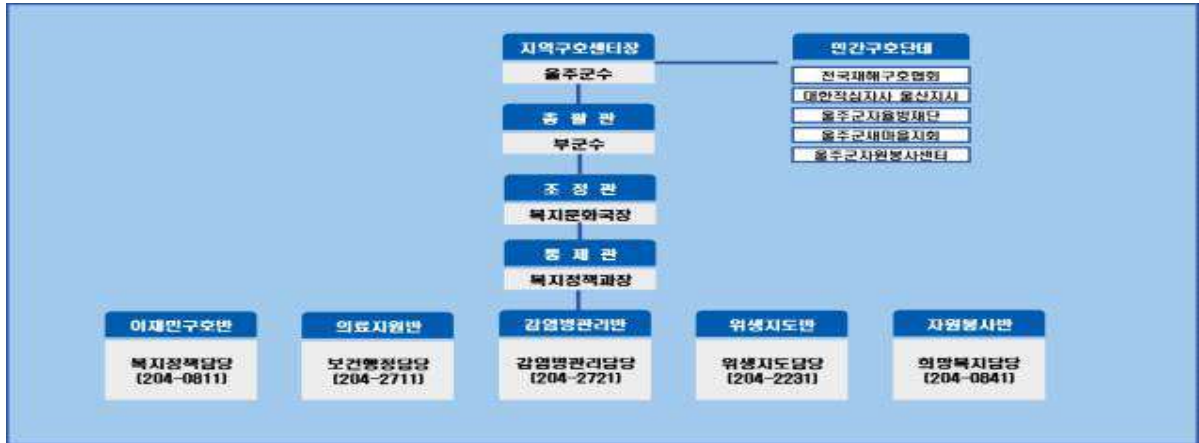 지역구호센터장
울주군수
총 괄 관
부군수
조 정 관
복지문화국장
통 제 관
복지정책과장
민간구호단체
전국재해구호협회
대한적십자사 울산지사
울주군자율방재단
울주군새마을지회
울주군자원봉사센터
이재민구호반
복지정책담당
(204-0811)
의료지원반
보건행정담당
(204-2711)
감염병관리반
감염병관리담당
(204-2721)
위생지도반
위생지도담당
(204-2231)
자원봉사반
희망복지담당
(204-0841)